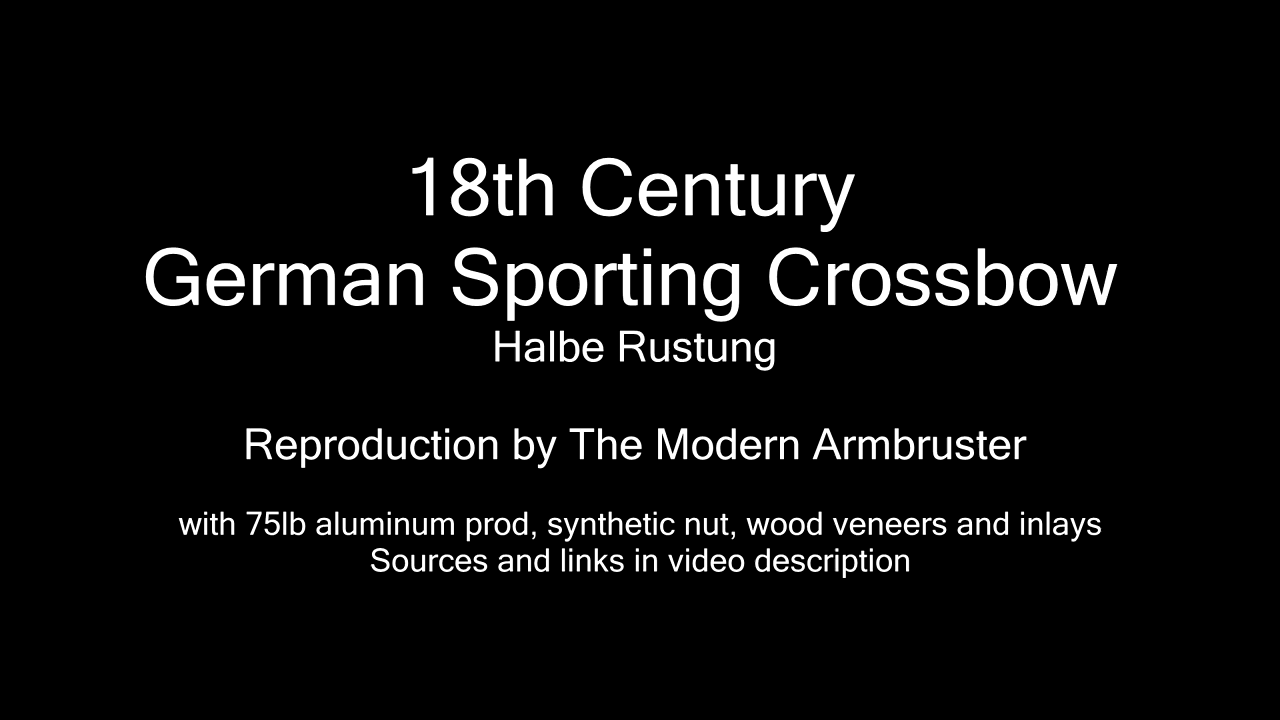 18th Century
German Sporting Crossbow
Halbe Rustung
Reproduction by The Modern Armbruster
with 75lb aluminum prod, synthetic nut, wood veneers and inlays
Sources and links in video description